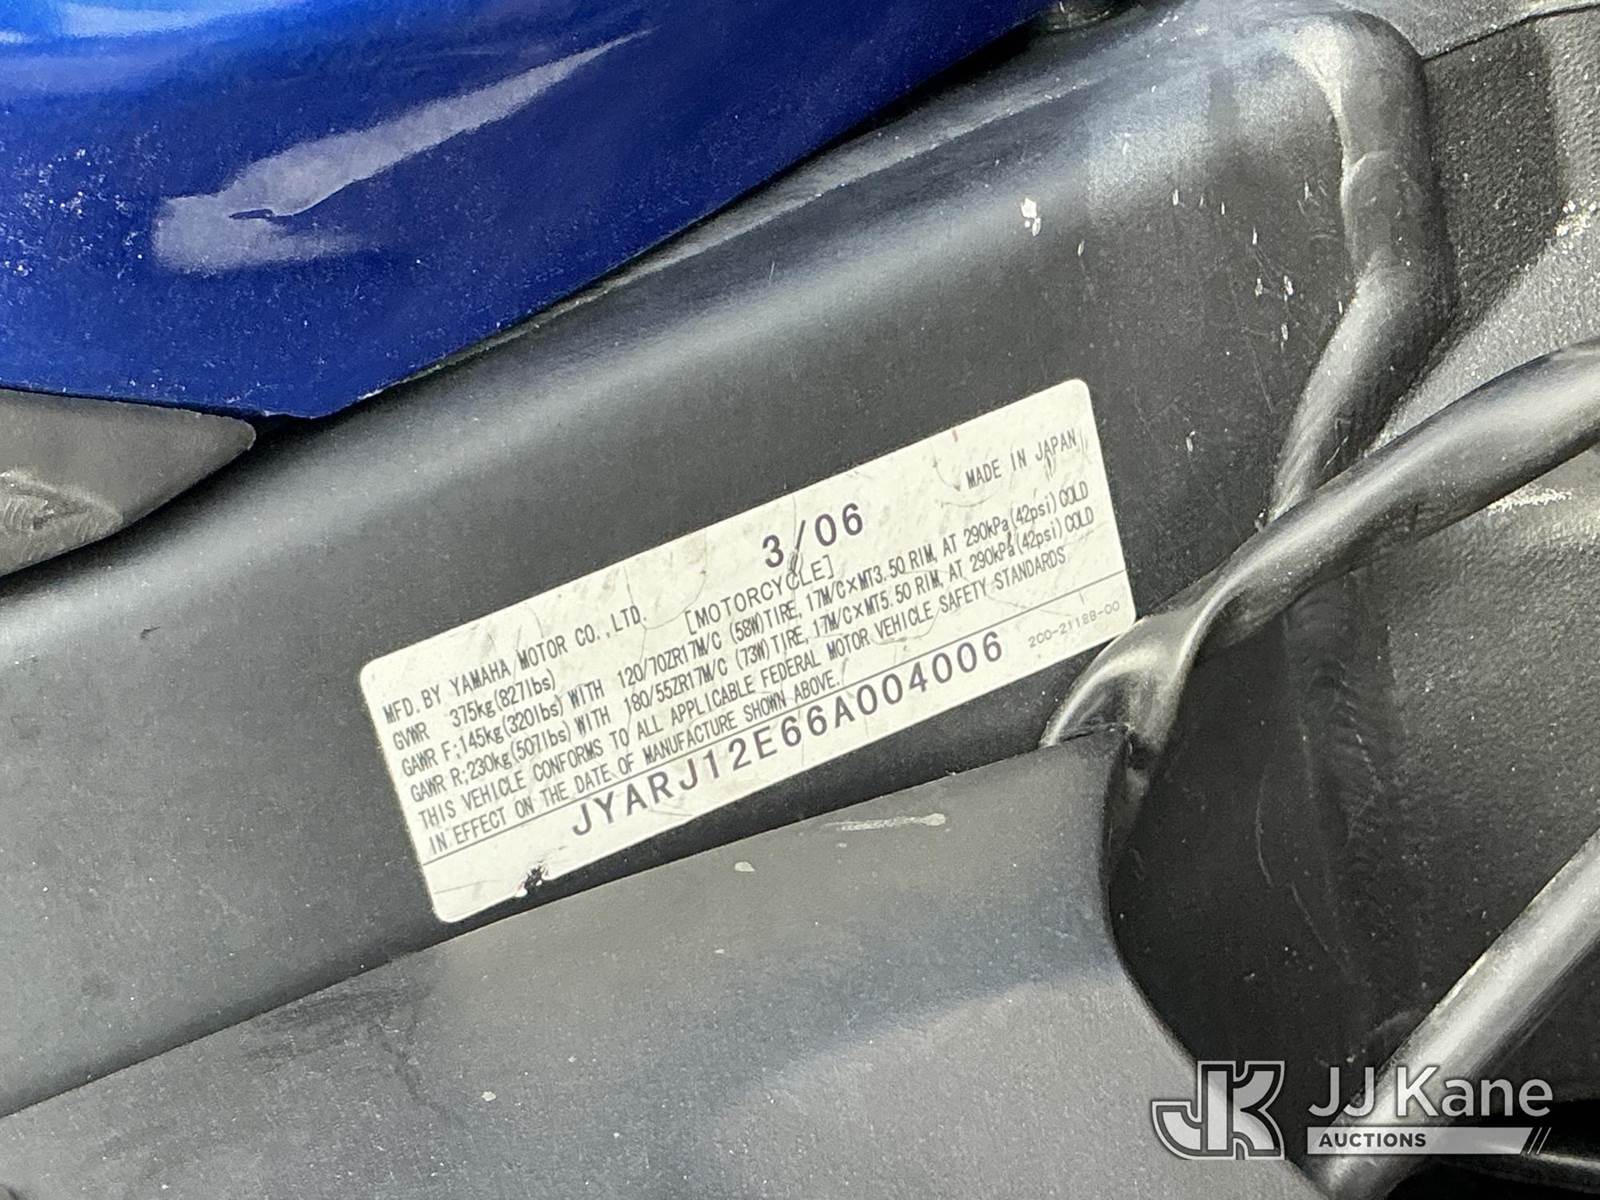 3/06
MADE IN JAPAN
MFD. BY YAMAHA MOTOR CO.,LTD. [MOTORCYCLE]
GVWR 375kg(827lbs)
GAWR F:145kg(320lbs) WITH 120/70ZR17M/C (58W)TIRE, 17M/C×MT3.50 RIM, AT 290kPa(42psi) COLD
GAWR R:230kg(507lbs) WITH 180/55ZR17M/C (73W)TIRE, 17M/C×MT5.50 RIM, AT 290kPa(42psi) COLD
THIS VEHICLE CONFORMS TO ALL APPLICABLE FEDERAL MOTOR VEHICLE SAFETY STANDARDS
IN EFFECT ON THE DATE OF MANUFACTURE SHOWN ABOVE.
JYARJ12E66A004006
2C0-2118B-00
JK JJ Kane
AUCTIONS